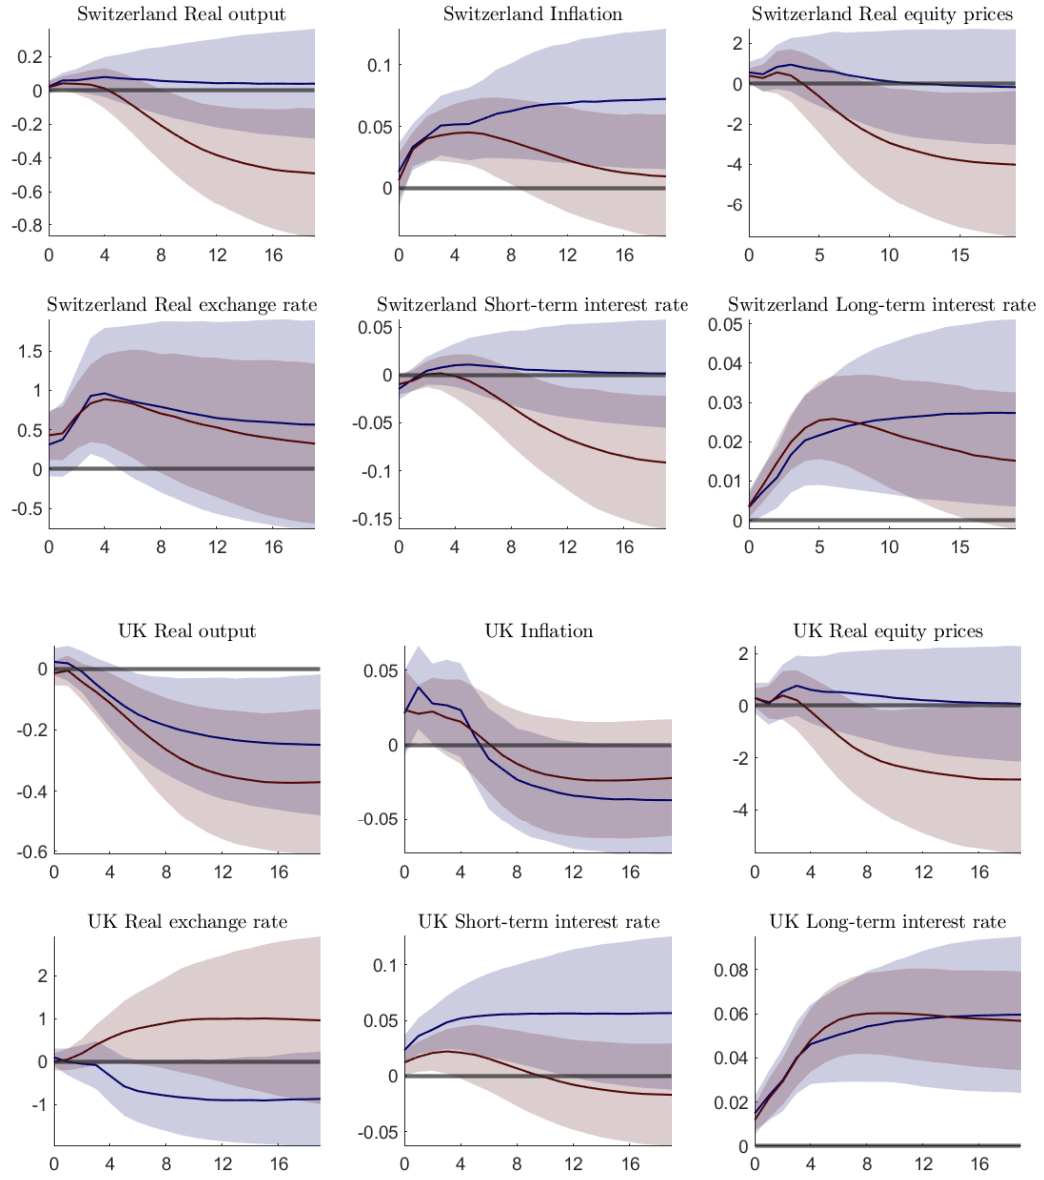 Switzerland Real output
0.2
0
-0.2
-0.4
-0.6
-0.8
0 4 8 12 16
Switzerland Inflation
0.1
0.05
0
0 4 8 12 16
Switzerland Real equity prices
2
0
-2
-4
-6
0 5 10 15
Switzerland Real exchange rate
1.5
1
0.5
0
-0.5
0 4 8 12 16
Switzerland Short-term interest rate
0.05
0
-0.05
-0.1
-0.15
0 4 8 12 16
Switzerland Long-term interest rate
0.05
0.04
0.03
0.02
0.01
0
0 5 10 15
UK Real output
0
-0.2
-0.4
-0.6
0 4 8 12 16
UK Inflation
0.05
0
-0.05
0 4 8 12 16
UK Real equity prices
2
0
-2
-4
0 4 8 12 16
UK Real exchange rate
2
1
0
-1
0 4 8 12 16
UK Short-term interest rate
0.1
0.05
0
-0.05
0 4 8 12 16
UK Long-term interest rate
0.08
0.06
0.04
0.02
0
0 4 8 12 16